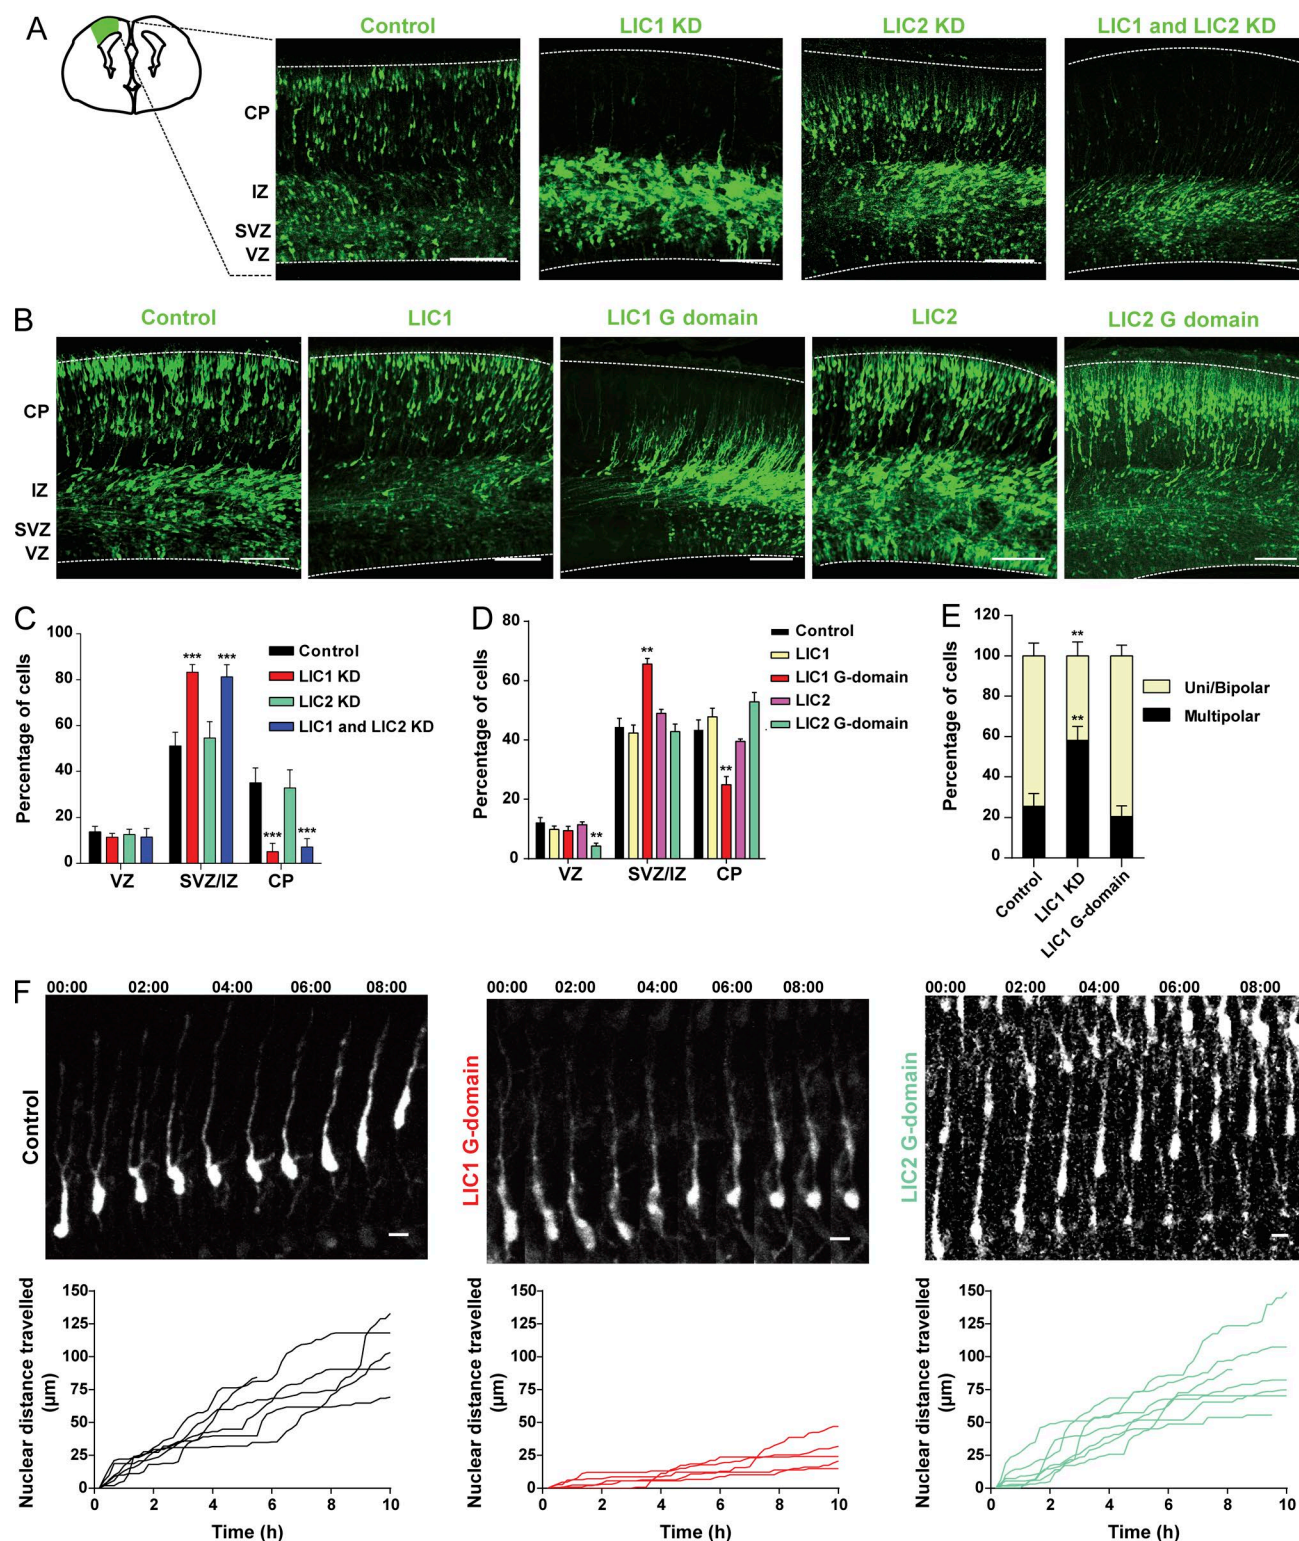 A
Control
LIC1 KD
LIC2 KD
LIC1 and LIC2 KD
CP
IZ
SVZ
VZ
B
Control
LIC1
LIC1 G domain
LIC2
LIC2 G domain
CP
IZ
SVZ
VZ
C
Percentage of cells
100
80
60
40
20
0
***
***
***
***
Control
LIC1 KD
LIC2 KD
LIC1 and LIC2 KD
VZ
SVZ/IZ
CP
D
Percentage of cells
80
60
40
20
0
**
**
**
Control
LIC1
LIC1 G-domain
LIC2
LIC2 G-domain
VZ
SVZ/IZ
CP
E
Percentage of cells
120
100
80
60
40
20
0
**
**
Uni/Bipolar
Multipolar
Control
LIC1 KD
LIC1 G-domain
F
00:00 02:00 04:00 06:00 08:00
Control
00:00 02:00 04:00 06:00 08:00
LIC1 G-domain
00:00 02:00 04:00 06:00 08:00
LIC2 G-domain
Nuclear distance travelled
(µm)
150
125
100
75
50
25
0
0 2 4 6 8 10
Time (h)
Nuclear distance travelled
(µm)
150
125
100
75
50
25
0
0 2 4 6 8 10
Time (h)
Nuclear distance travelled
(µm)
150
125
100
75
50
25
0
0 2 4 6 8 10
Time (h)